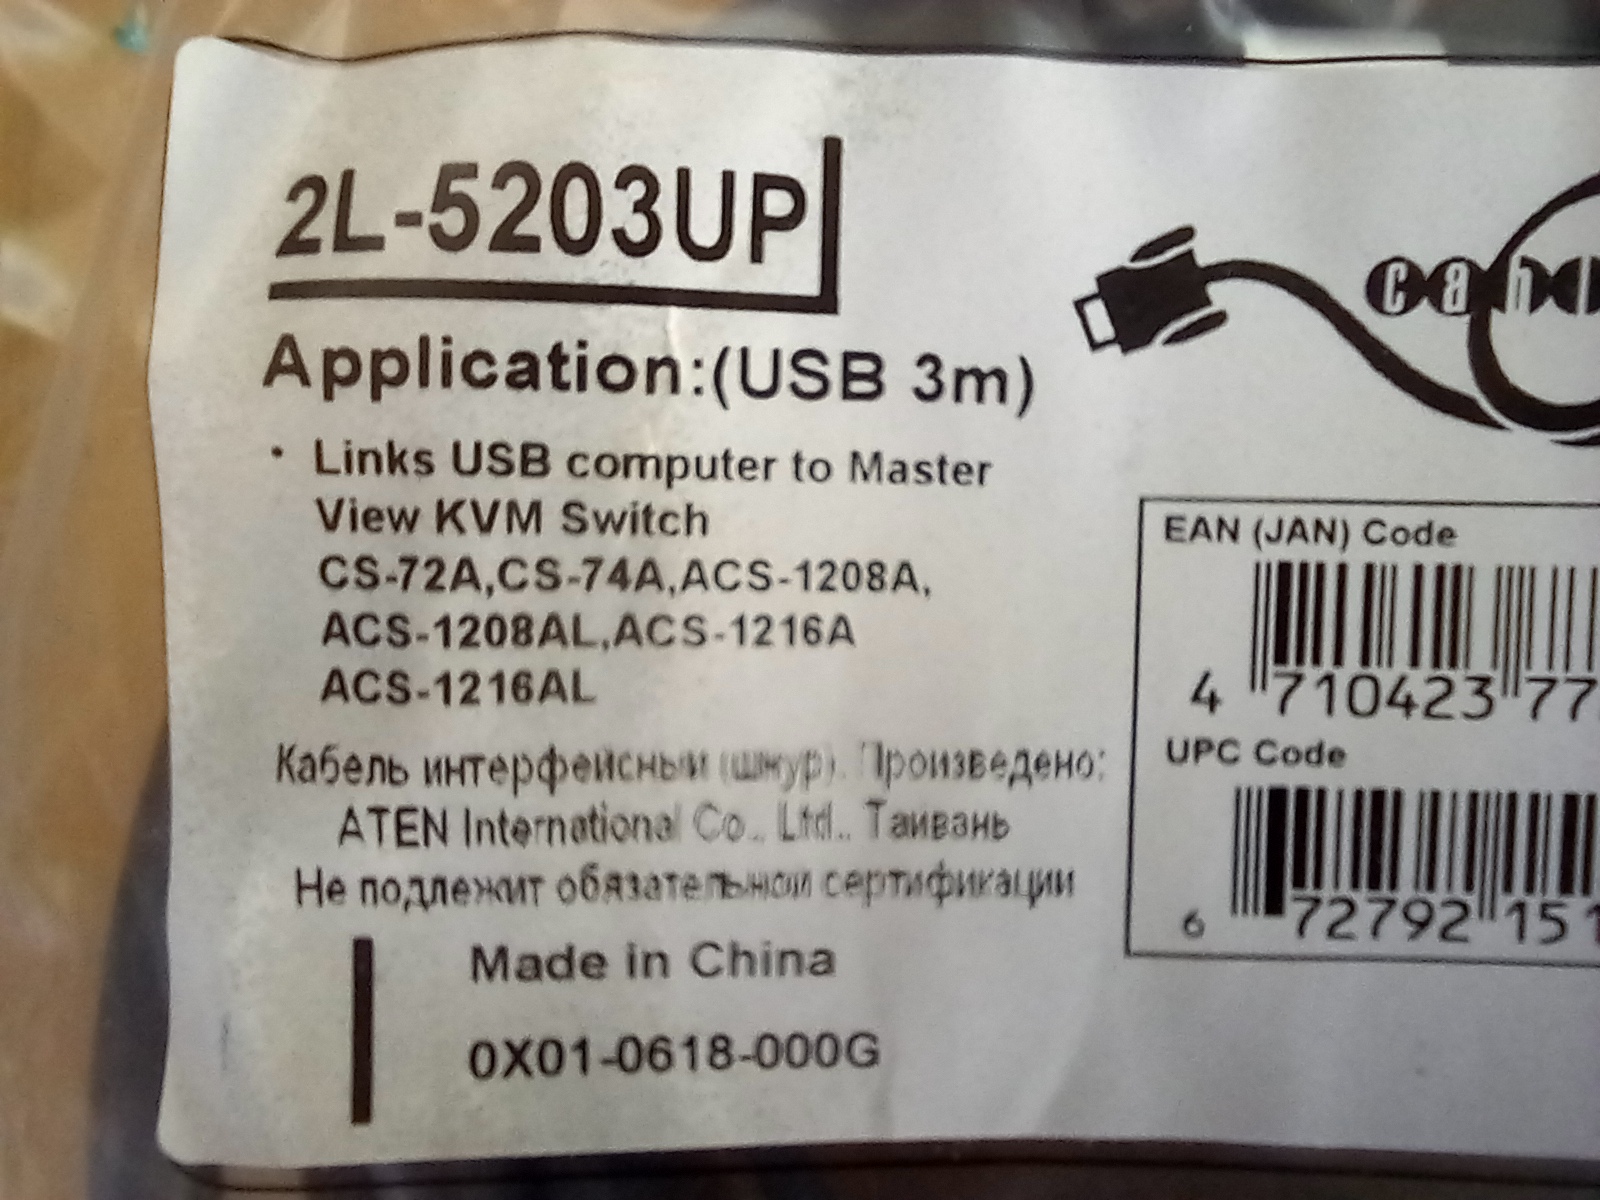 2L-5203UP
Application:(USB 3m)
· Links USB computer to Master
View KVM Switch
CS-72A,CS-74A,ACS-1208A,
ACS-1208AL,ACS-1216A
ACS-1216AL
Кабель интерфейсный (шнур). Произведено:
ATEN International Co., Ltd., Тайвань
Не подлежит обязательной сертификации
Made in China
0X01-0618-000G
EAN (JAN) Code
4 710423 77
UPC Code
6 72792 151